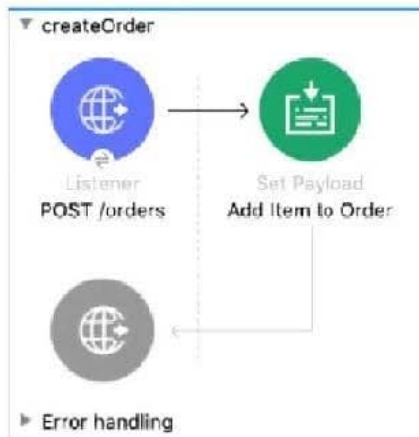 createOrder
Listener
Set Payload
POST /orders
Add Item to Order
Error handling